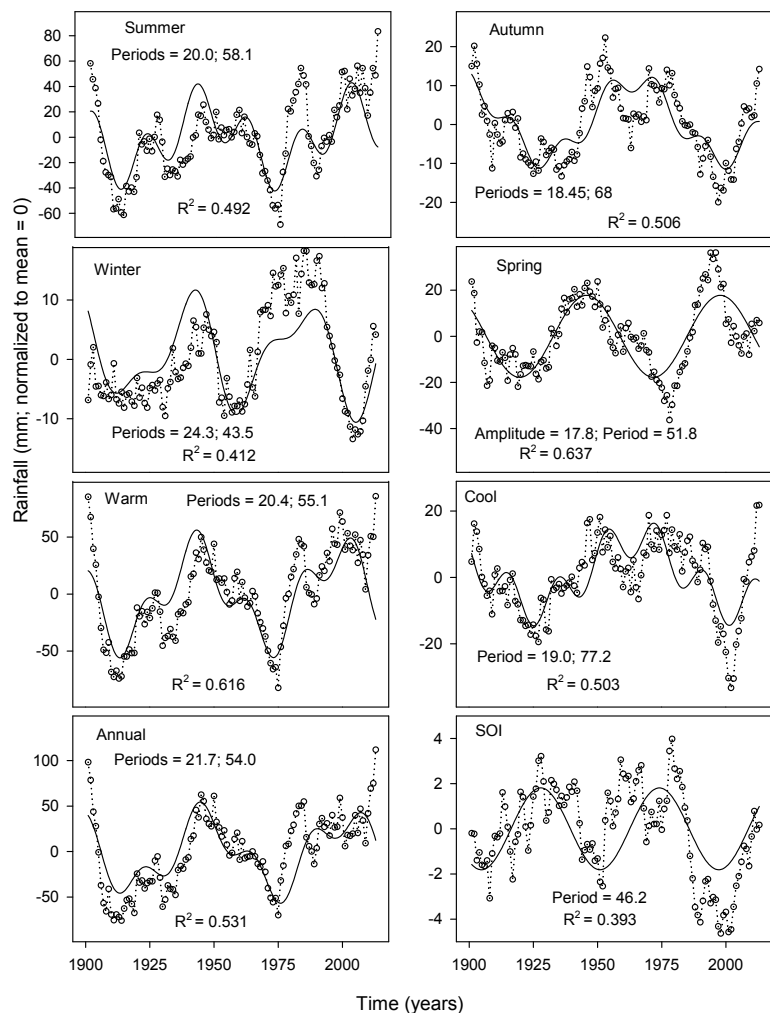 Summer
Periods = 20.0; 58.1
80
60
40
20
0
-20
-40
-60
R² = 0.492
Autumn
20
10
0
-10
-20
Periods = 18.45; 68
R² = 0.506
Winter
10
0
-10
Periods = 24.3; 43.5
R² = 0.412
Spring
40
20
0
-20
-40
Amplitude = 17.8; Period = 51.8
R² = 0.637
Rainfall (mm; normalized to mean = 0)
Warm
Periods = 20.4; 55.1
50
0
-50
R² = 0.616
Cool
20
0
-20
Period = 19.0; 77.2
R² = 0.503
Annual
Periods = 21.7; 54.0
100
50
0
-50
R² = 0.531
1900 1925 1950 1975 2000
SOI
4
2
0
-2
-4
Period = 46.2
R² = 0.393
1900 1925 1950 1975 2000
Time (years)